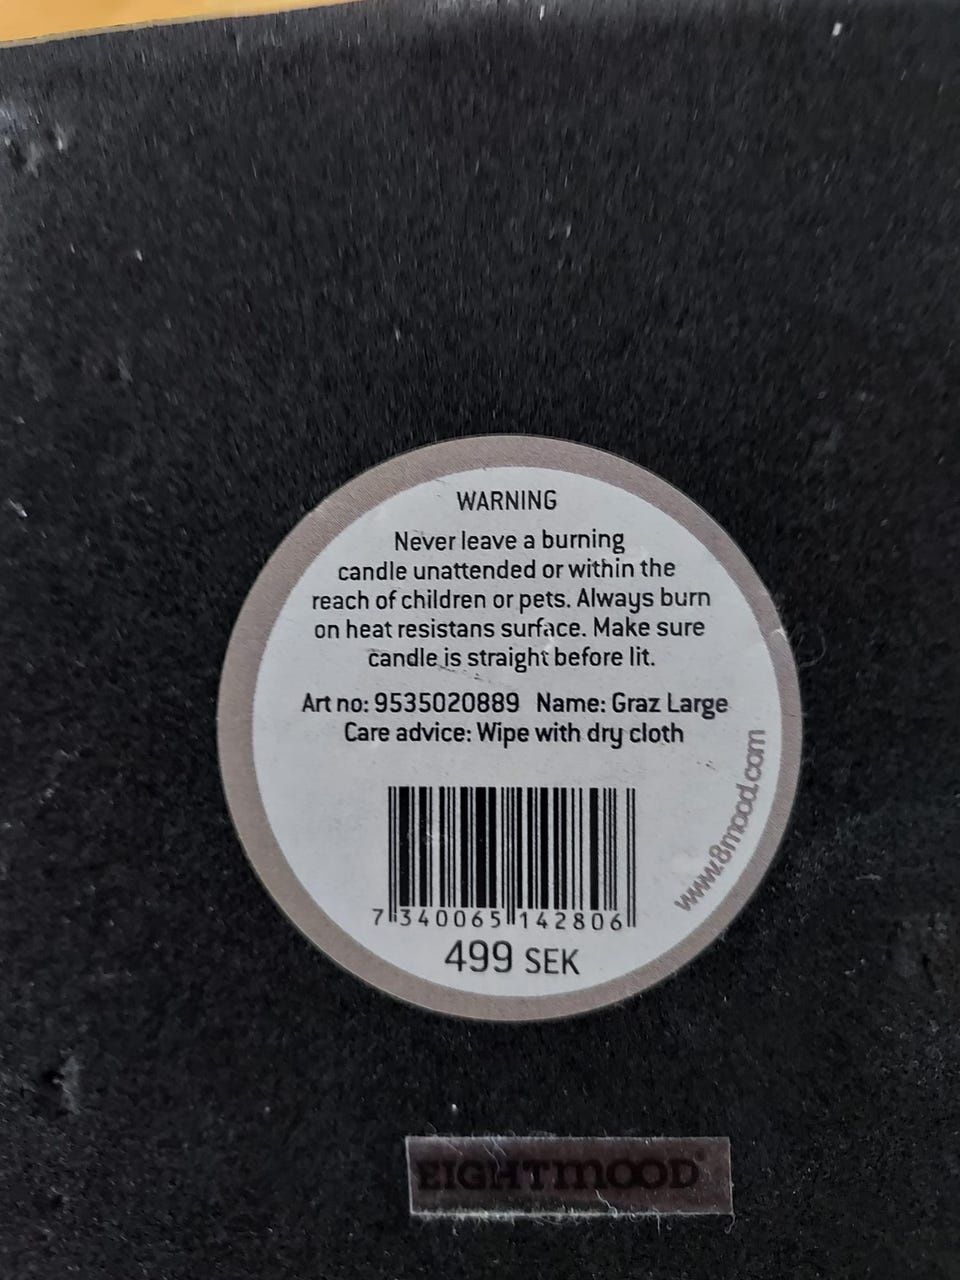 WARNING
Never leave a burning
candle unattended or within the
reach of children or pets. Always burn
on heat resistans surface. Make sure
candle is straight before lit.
Art no: 9535020889 Name: Graz Large
Care advice: Wipe with dry cloth
www.8mood.com
7 340065 142806
499 SEK
EIGHTMOOD